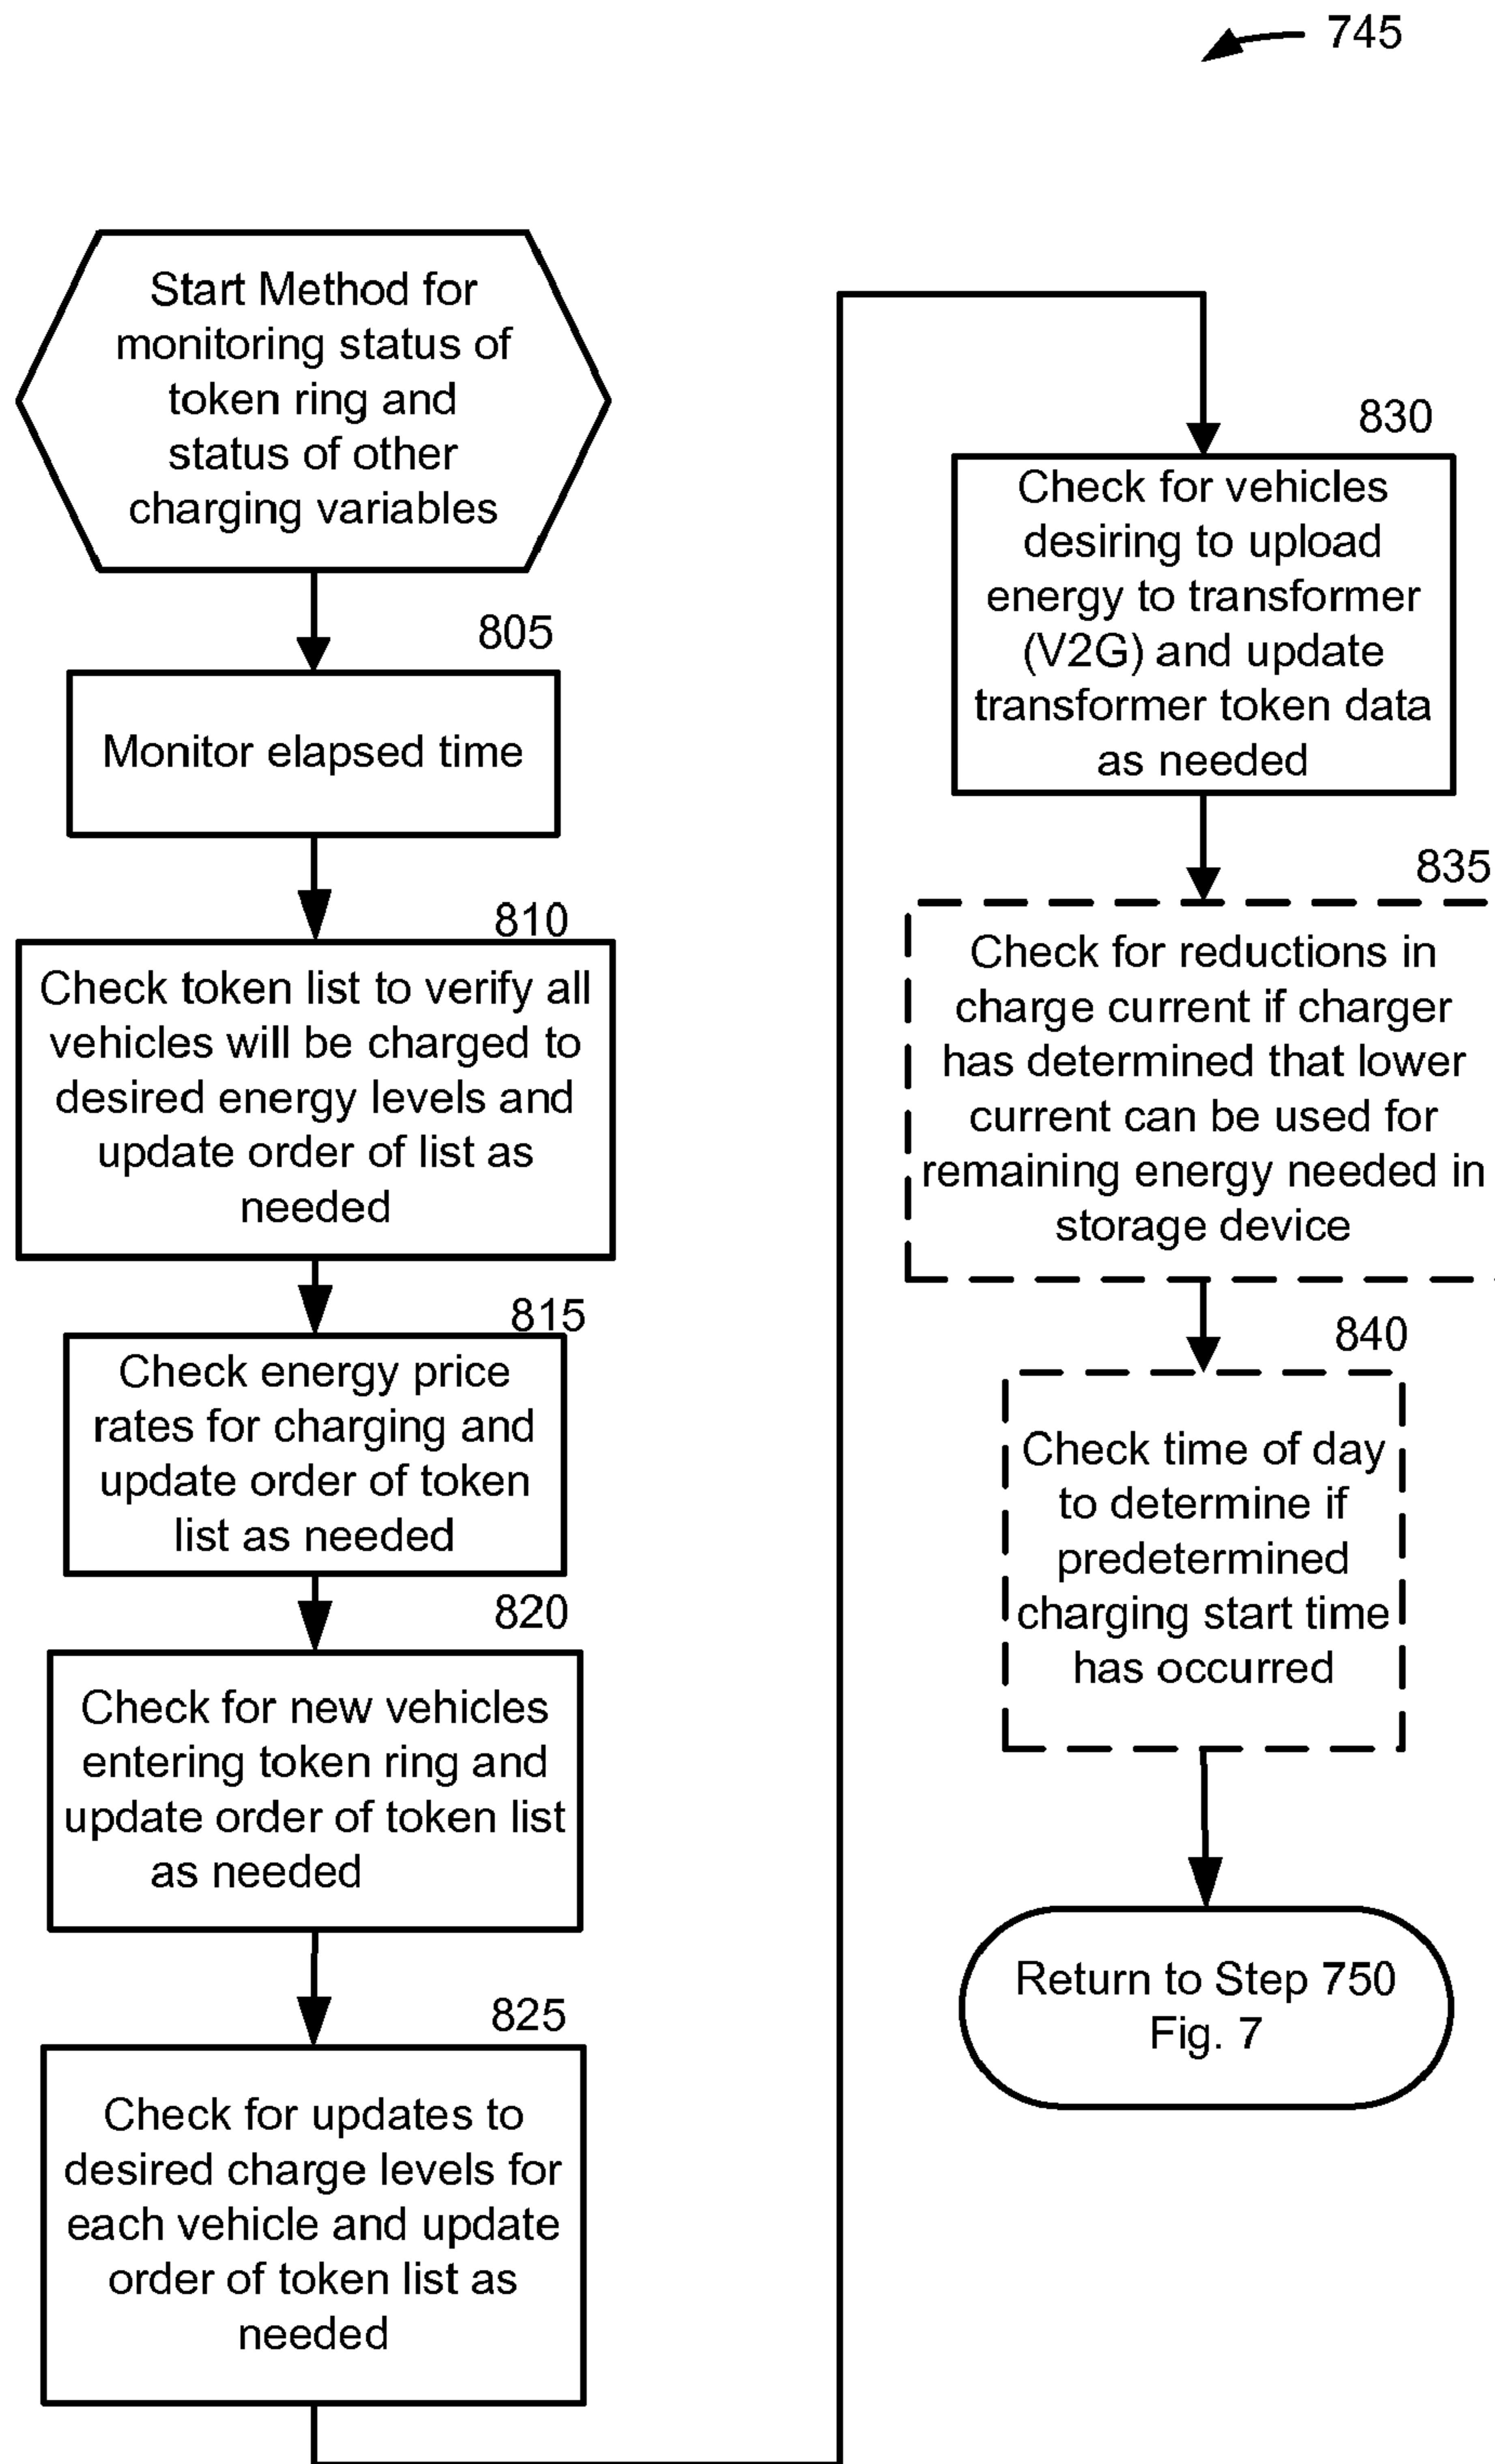 745
Start Method for
monitoring status of
token ring and
status of other
charging variables
805
Monitor elapsed time
810
Check token list to verify all
vehicles will be charged to
desired energy levels and
update order of list as
needed
815
Check energy price
rates for charging and
update order of token
list as needed
820
Check for new vehicles
entering token ring and
update order of token list
as needed
825
Check for updates to
desired charge levels for
each vehicle and update
order of token list as
needed
830
Check for vehicles
desiring to upload
energy to transformer
(V2G) and update
transformer token data
as needed
835
Check for reductions in
charge current if charger
has determined that lower
current can be used for
remaining energy needed in
storage device
840
Check time of day
to determine if
predetermined
charging start time
has occurred
Return to Step 750
Fig. 7